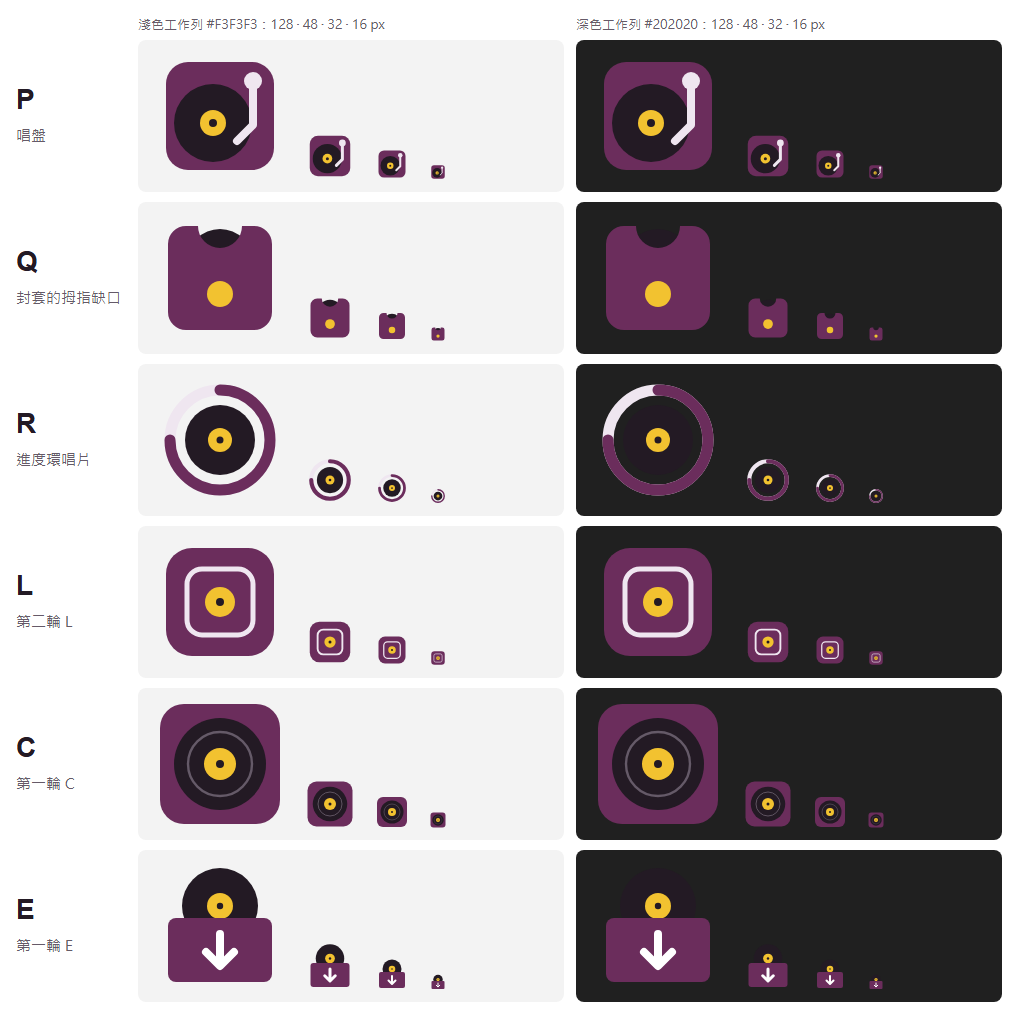 淺色工作列 #F3F3F3：128 · 48 · 32 · 16 px
深色工作列 #202020：128 · 48 · 32 · 16 px
P
唱盤
Q
封套的拇指缺口
R
進度環唱片
L
第二輪 L
C
第一輪 C
E
第一輪 E